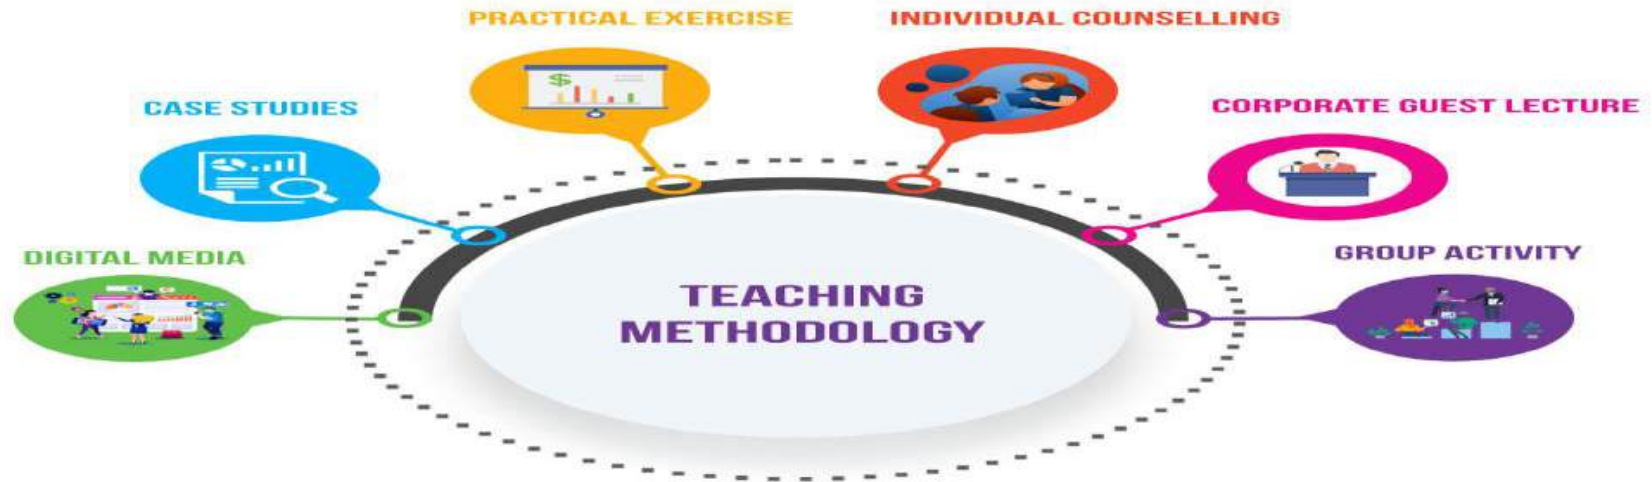 PRACTICAL EXERCISE
INDIVIDUAL COUNSELLING
CASE STUDIES
CORPORATE GUEST LECTURE
DIGITAL MEDIA
GROUP ACTIVITY
TEACHING
METHODOLOGY
$